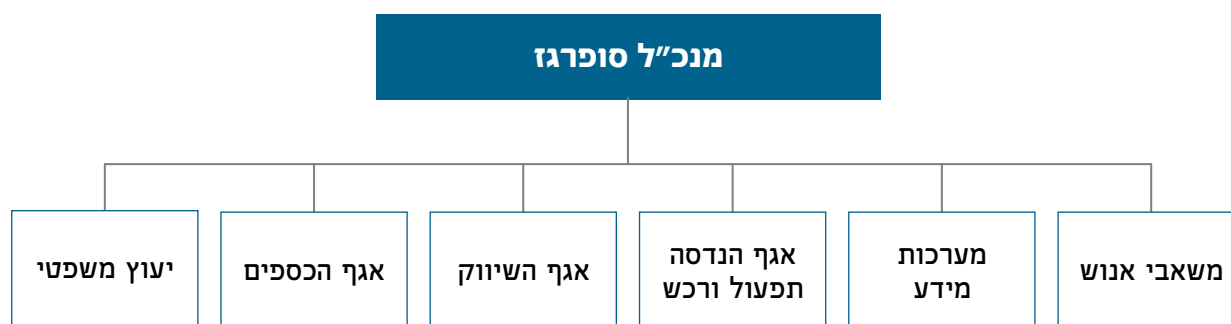 מנכ״ל סופרגז
משאבי אנוש
מערכות
מידע
אגף הנדסה
תפעול ורכש
אגף השיווק
אגף הכספים
יעוץ משפטי